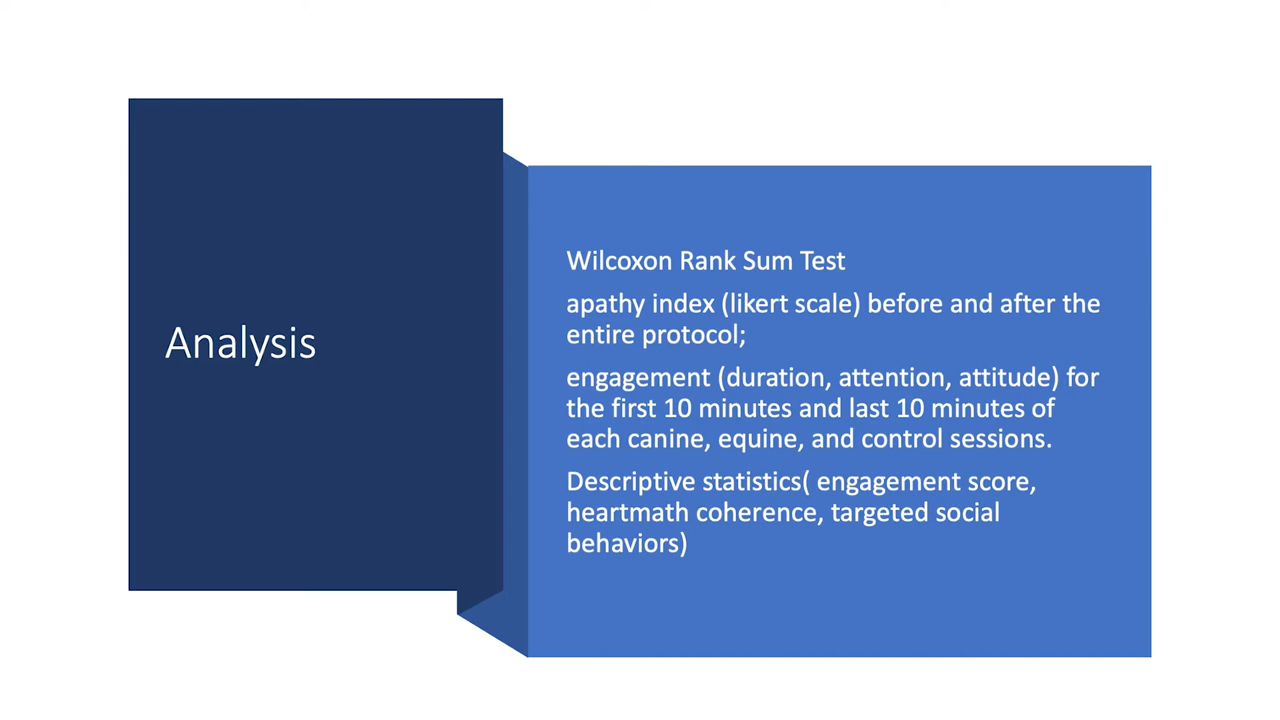 Analysis
Wilcoxon Rank Sum Test
apathy index (likert scale) before and after the
entire protocol;
engagement (duration, attention, attitude) for
the first 10 minutes and last 10 minutes of
each canine, equine, and control sessions.
Descriptive statistics( engagement score,
heartmath coherence, targeted social
behaviors)